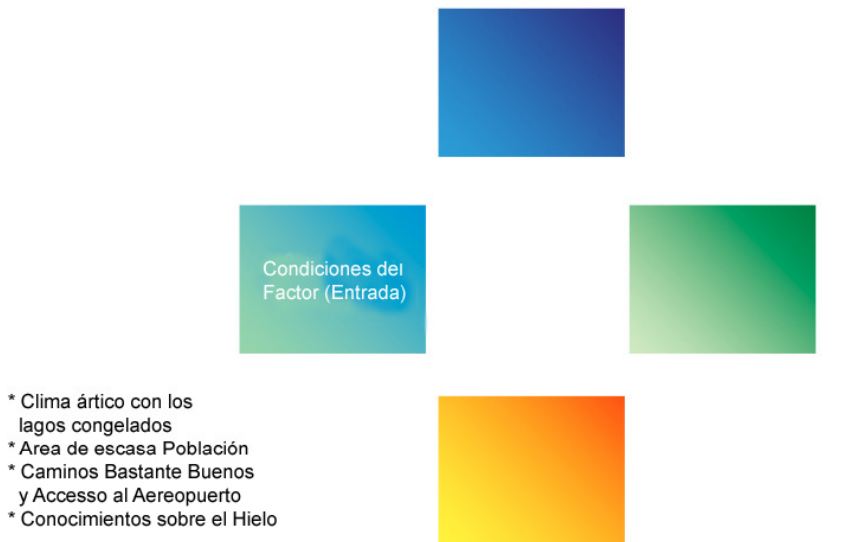 Condiciones del
Factor (Entrada)
* Clima ártico con los
lagos congelados
* Area de escasa Población
* Caminos Bastante Buenos
y Accesso al Aereopuerto
* Conocimientos sobre el Hielo